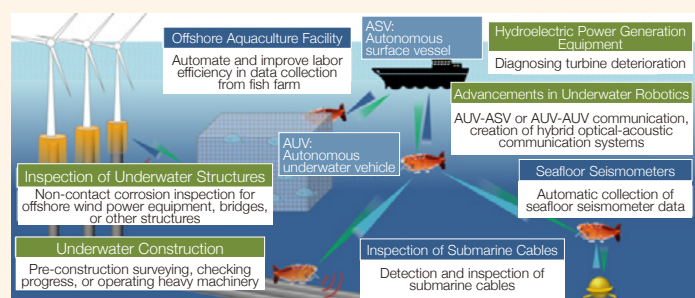 Offshore Aquaculture Facility
Automate and improve labor
efficiency in data collection
from fish farm
ASV:
Autonomous
surface vessel
Hydroelectric Power Generation
Equipment
Diagnosing turbine deterioration
Advancements in Underwater Robotics
AUV-ASV or AUV-AUV communication,
creation of hybrid optical-acoustic
communication systems
AUV:
Autonomous
underwater vehicle
Inspection of Underwater Structures
Non-contact corrosion inspection for
offshore wind power equipment, bridges,
or other structures
Seafloor Seismometers
Automatic collection of
seafloor seismometer data
Underwater Construction
Pre-construction surveying, checking
progress, or operating heavy machinery
Inspection of Submarine Cables
Detection and inspection of
submarine cables